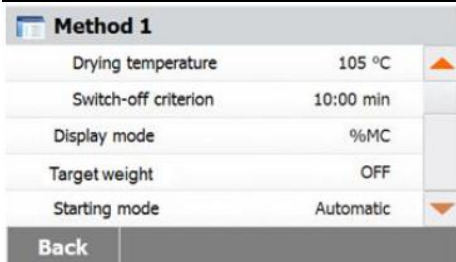 Method 1
Drying temperature 105 ºC
Switch-off criterion 10:00 min
Display mode %MC
Target weight OFF
Starting mode Automatic
Back